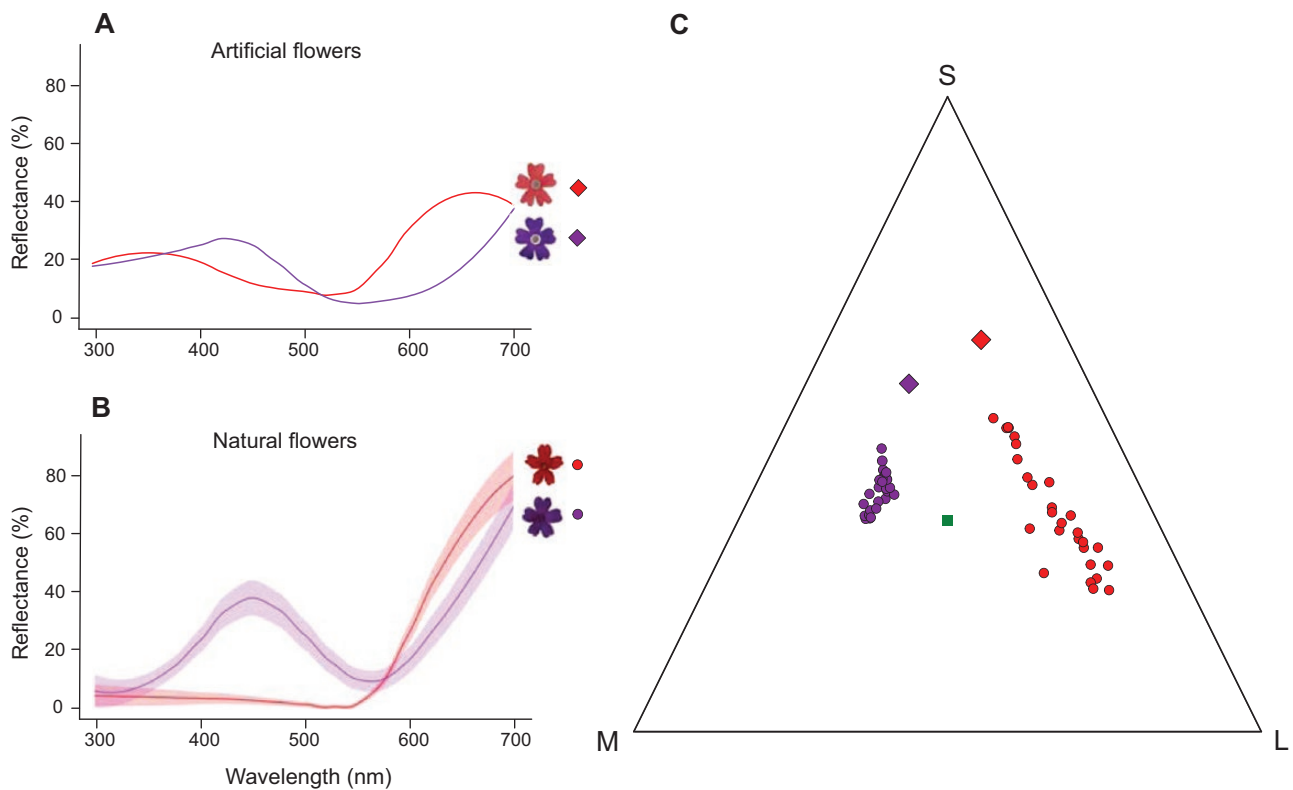 A
Artificial flowers
Reflectance (%)
80
60
40
20
0
300 400 500 600 700
B
Natural flowers
Reflectance (%)
80
60
40
20
0
300 400 500 600 700
Wavelength (nm)
C
S
M L